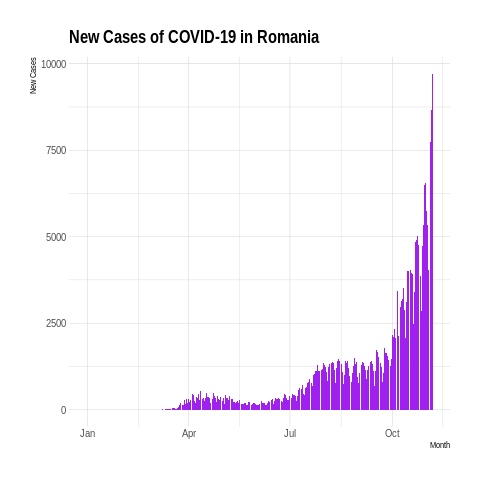 New Cases of COVID-19 in Romania
New Cases
10000
7500
5000
2500
0
Jan Apr Jul Oct
Month